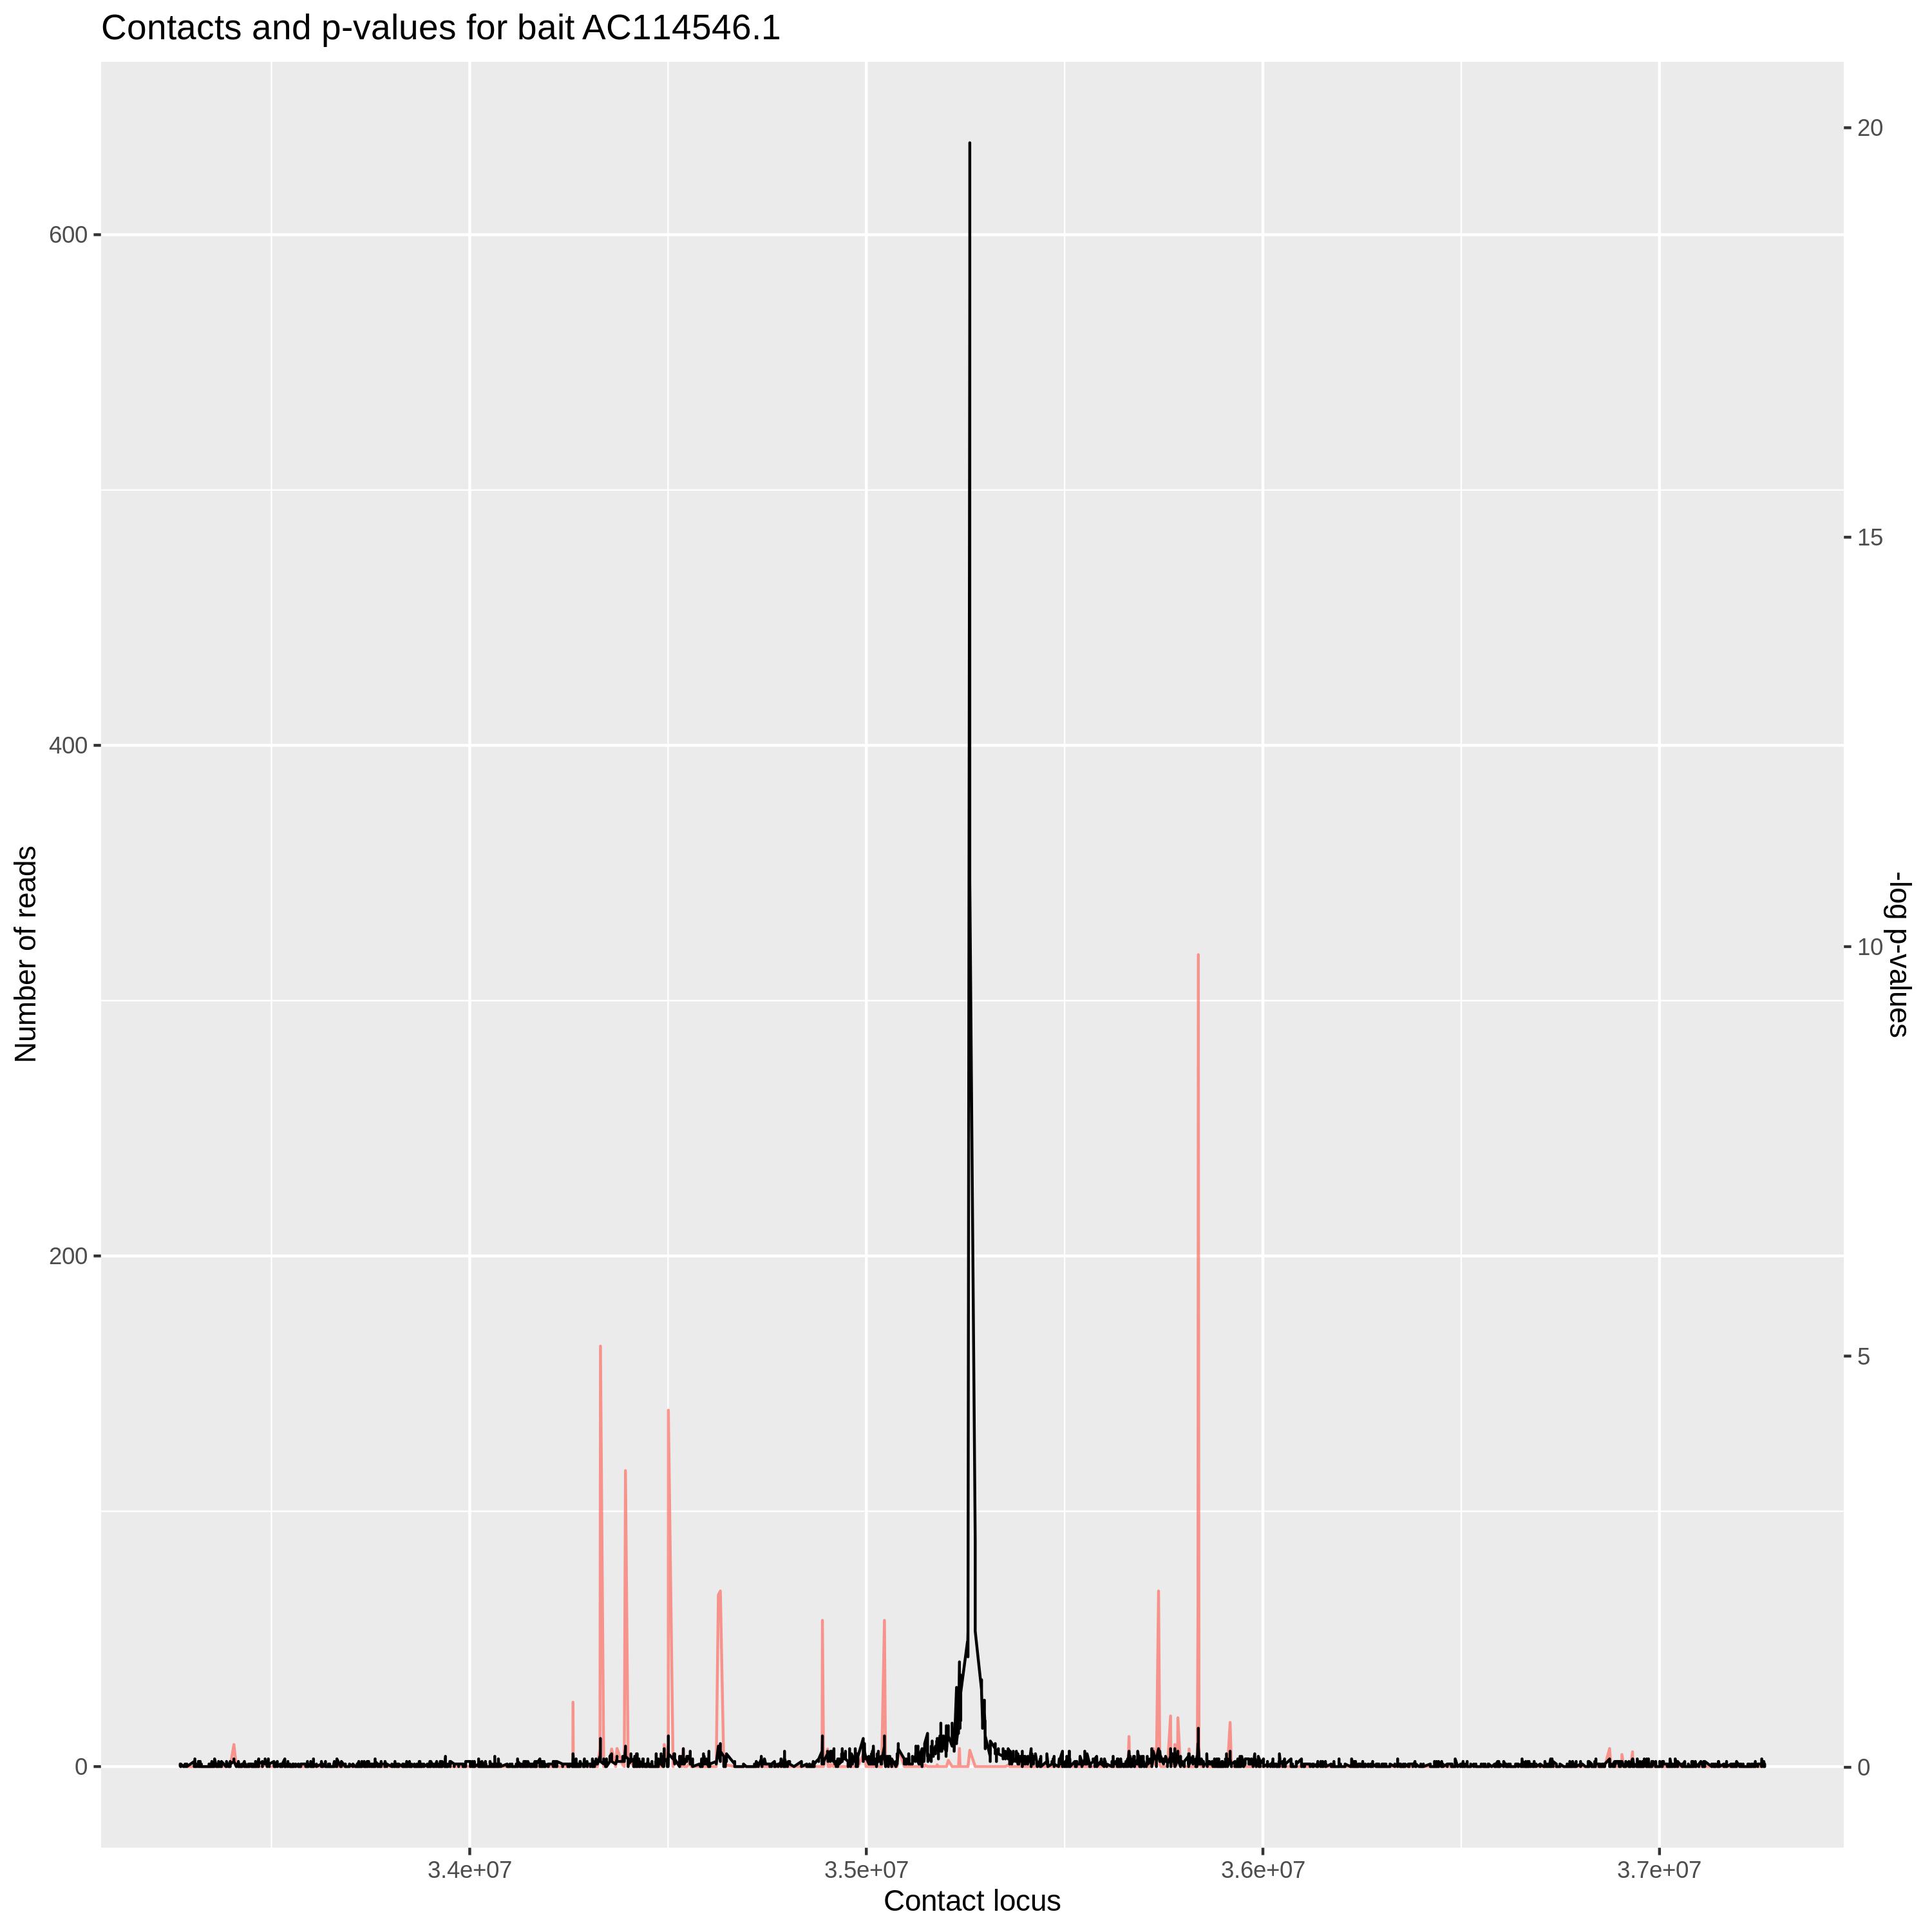 Contacts and p-values for bait AC114546.1
600
400
200
0
Number of reads
20
15
10
5
0
-log p-values
3.4e+07
3.5e+07
3.6e+07
3.7e+07
Contact locus